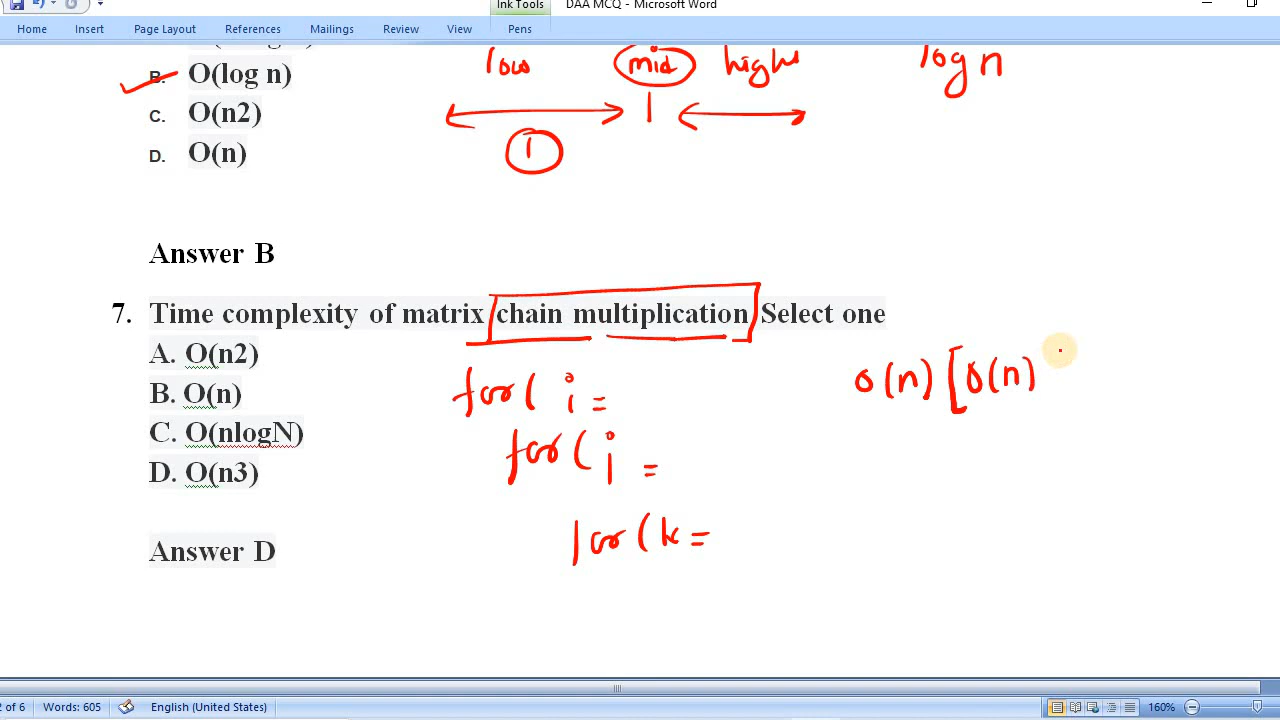 Ink Tools DAA MCQ - Microsoft Word
Home Insert Page Layout References Mailings Review View Pens
B. O(log n)
low mid high log n
C. O(n2)
1
D. O(n)
Answer B
7. Time complexity of matrix chain multiplication Select one
A. O(n2)
B. O(n)
C. O(nlogN)
D. O(n3)
for( i =
for( j =
for( k =
O(n) [O(n)
Answer D
2 of 6 Words: 605 English (United States) 160%